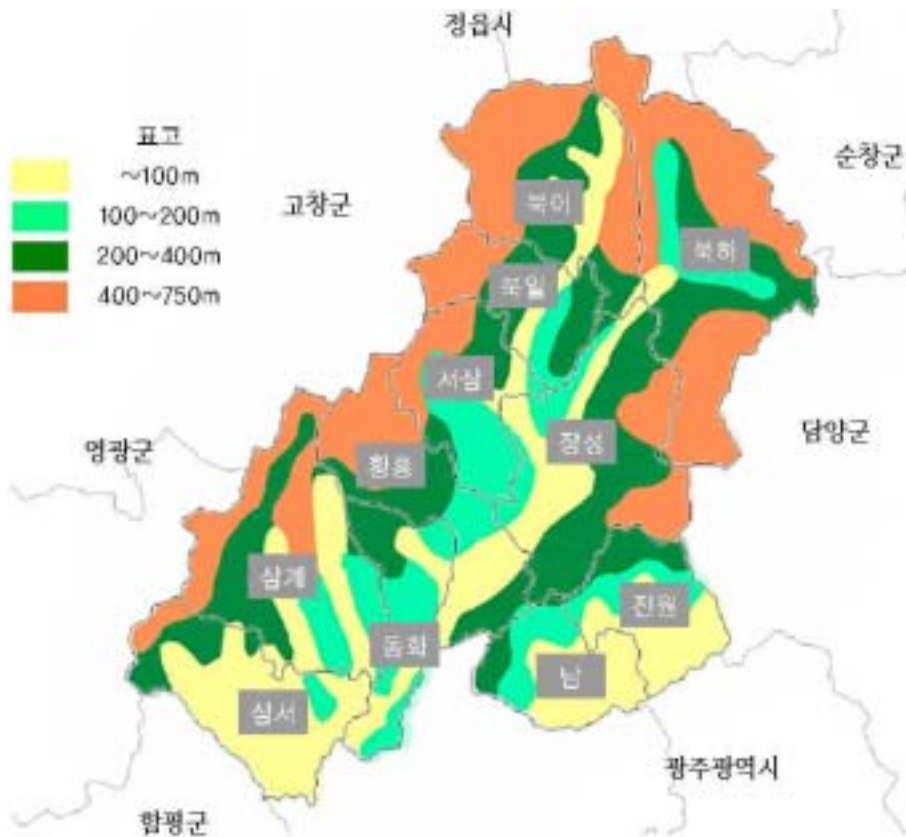 정읍시
표고
~100m
100~200m
200~400m
400~750m
순창군
고창군
북이
북하
북일
서삼
장성
담양군
영광군
황룡
삼계
진원
동화
남
삼서
광주광역시
함평군